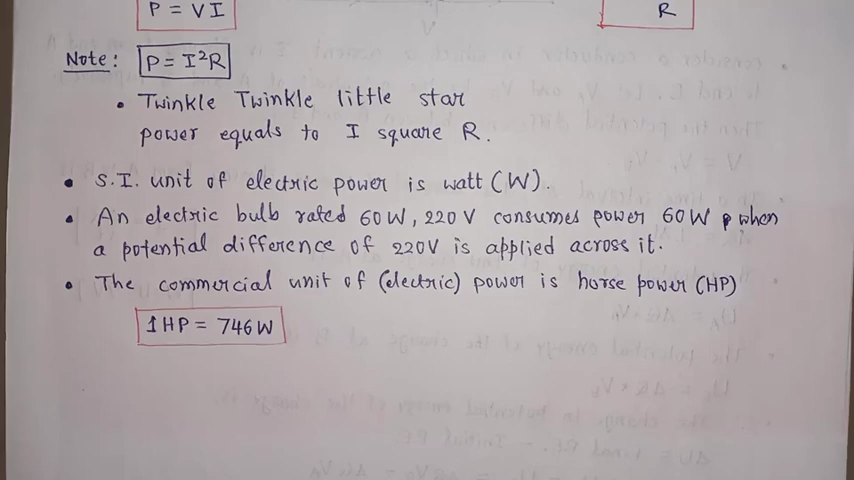 P = VI
R
Note: P = I²R
• Twinkle Twinkle little star
power equals to I square R.
• S.I. unit of electric power is watt (W).
• An electric bulb rated 60W, 220 V consumes power 60W when
a potential difference of 220V is applied across it.
• The commercial unit of (electric) power is horse power (HP)
1 HP = 746 W